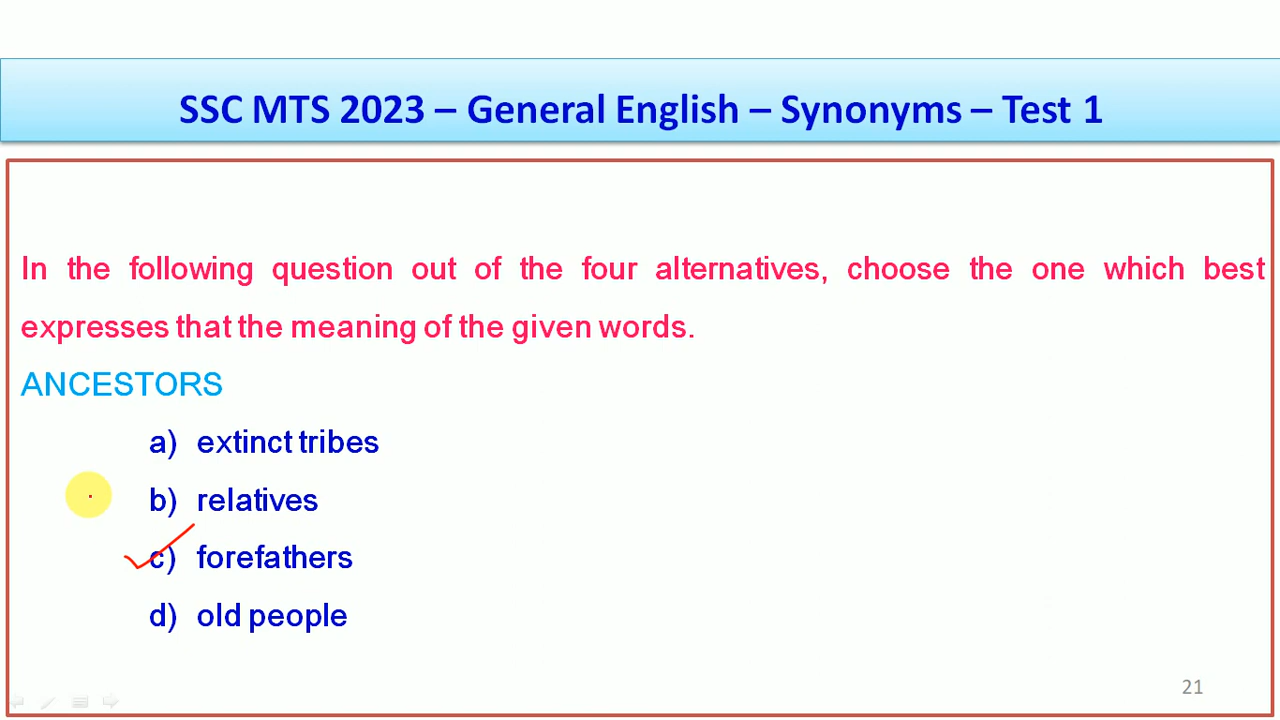 SSC MTS 2023 – General English – Synonyms – Test 1
In the following question out of the four alternatives, choose the one which best
expresses that the meaning of the given words.
ANCESTORS
a) extinct tribes
b) relatives
c) forefathers
d) old people
21